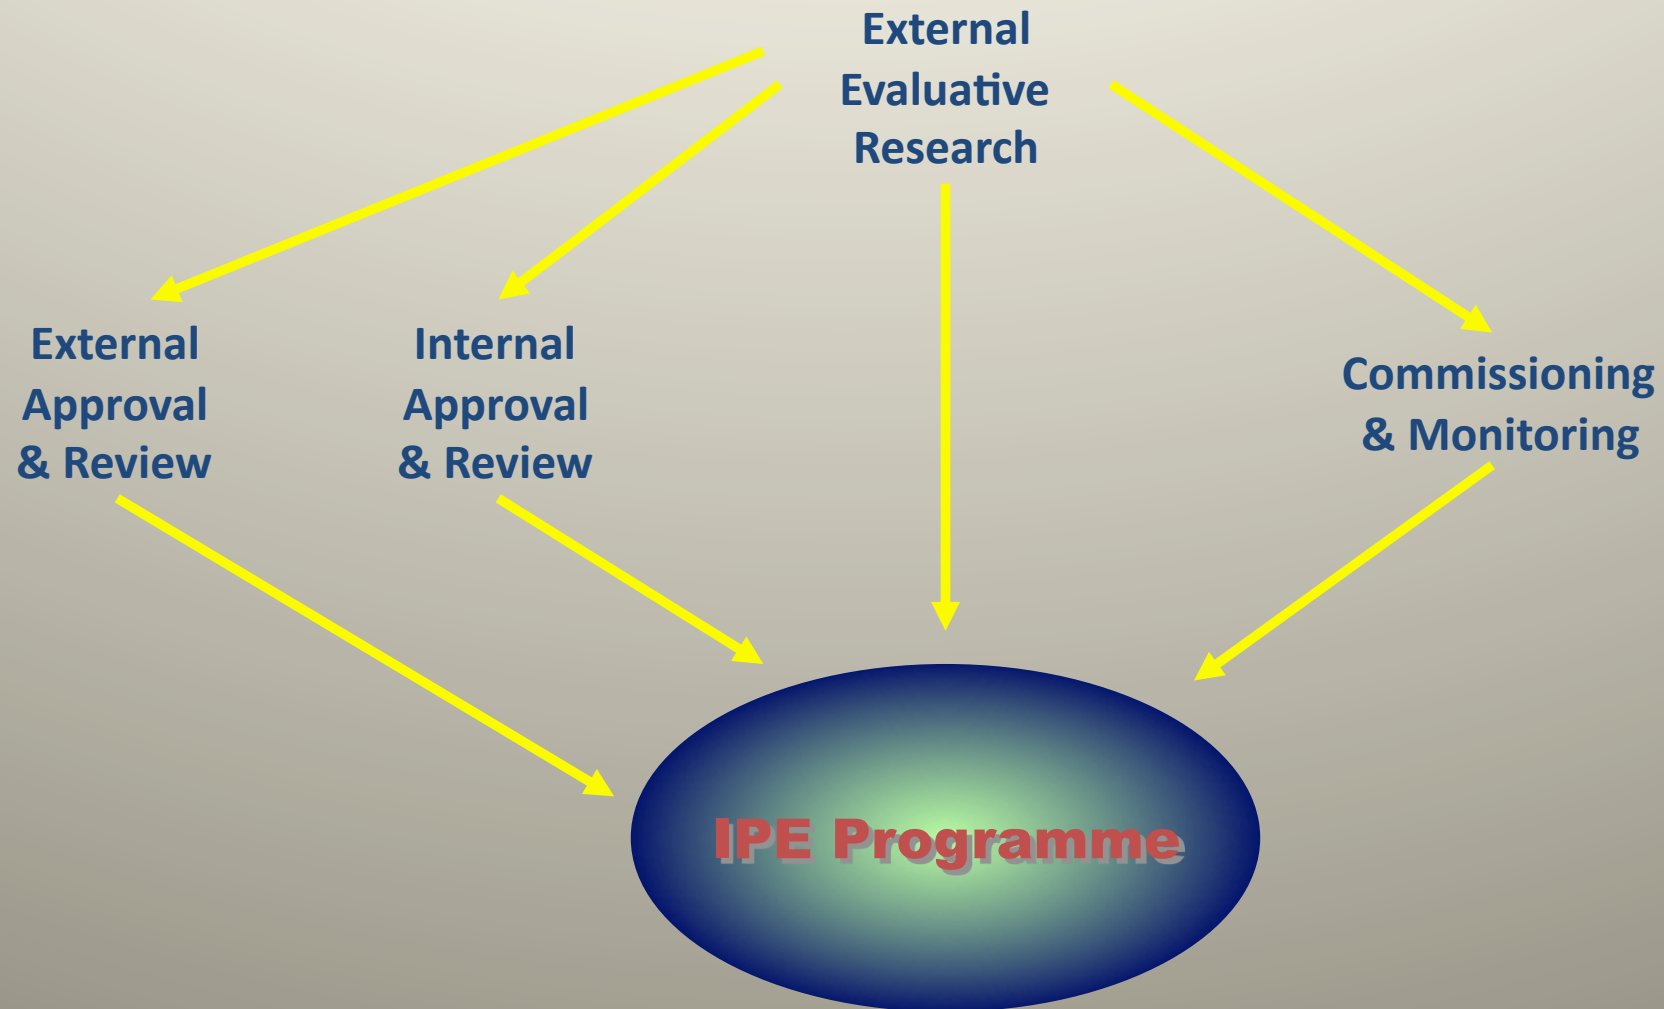 External
Evaluative
Research
External
Approval
& Review
Internal
Approval
& Review
Commissioning
& Monitoring
IPE Programme